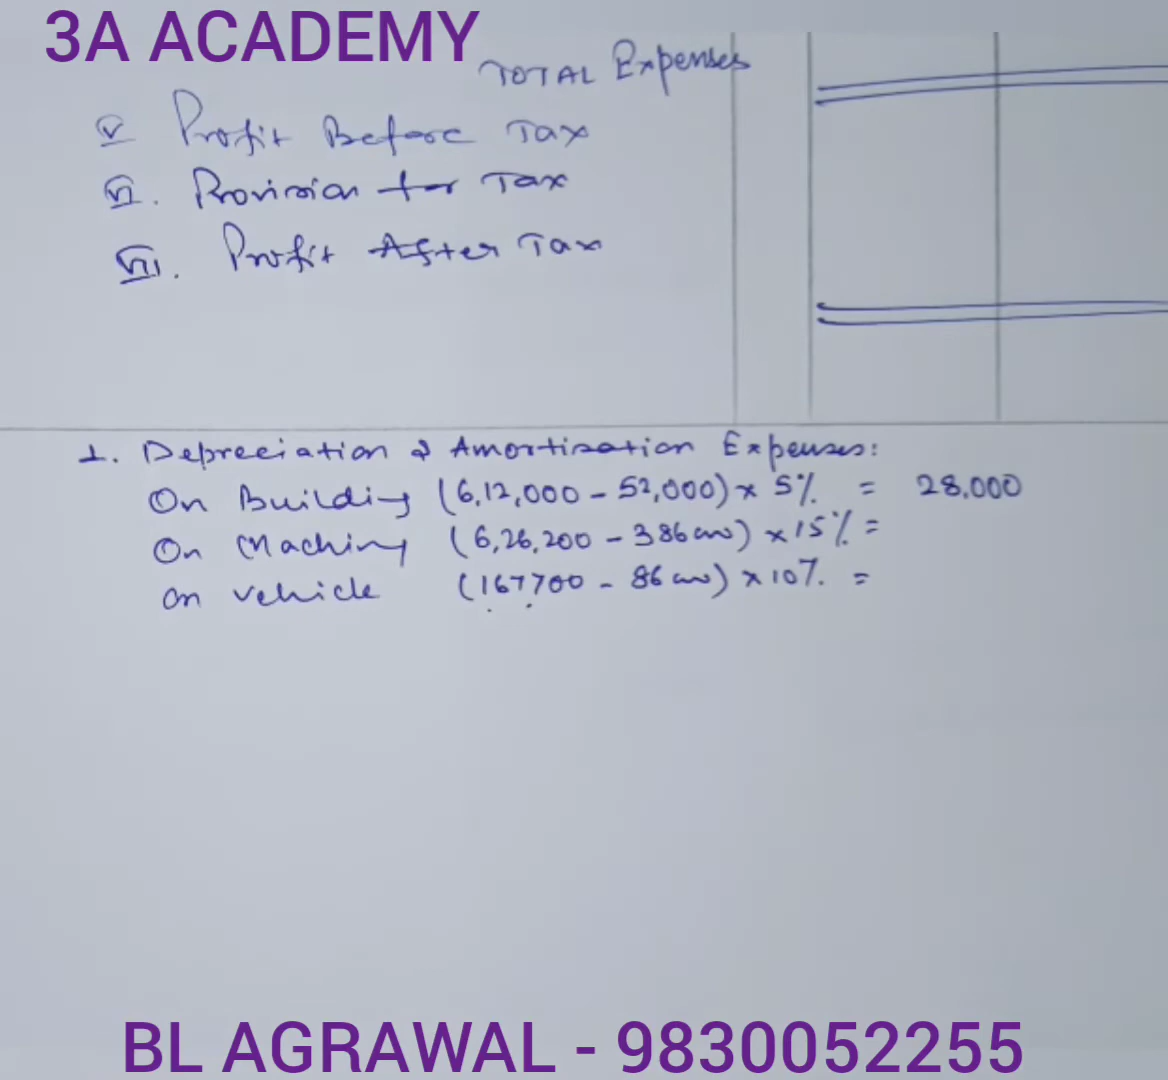 3A ACADEMY
TOTAL Expenses
V Profit Before Tax
VI. Provision for Tax
VII. Profit After Tax
1. Depreciation & Amortisation Expenses:
On Building (6,12,000 - 52,000) x 5% = 28,000
On Machiny (6,26,200 - 38600) x 15% =
On vehicle (167700 - 8600) x 10% =
BL AGRAWAL - 9830052255